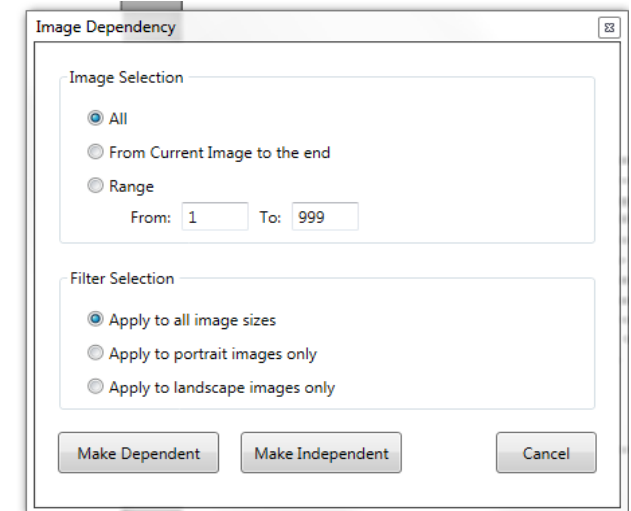 Image Dependency
Image Selection
All
From Current Image to the end
Range
From: 1 To: 999
Filter Selection
Apply to all image sizes
Apply to portrait images only
Apply to landscape images only
Make Dependent Make Independent Cancel